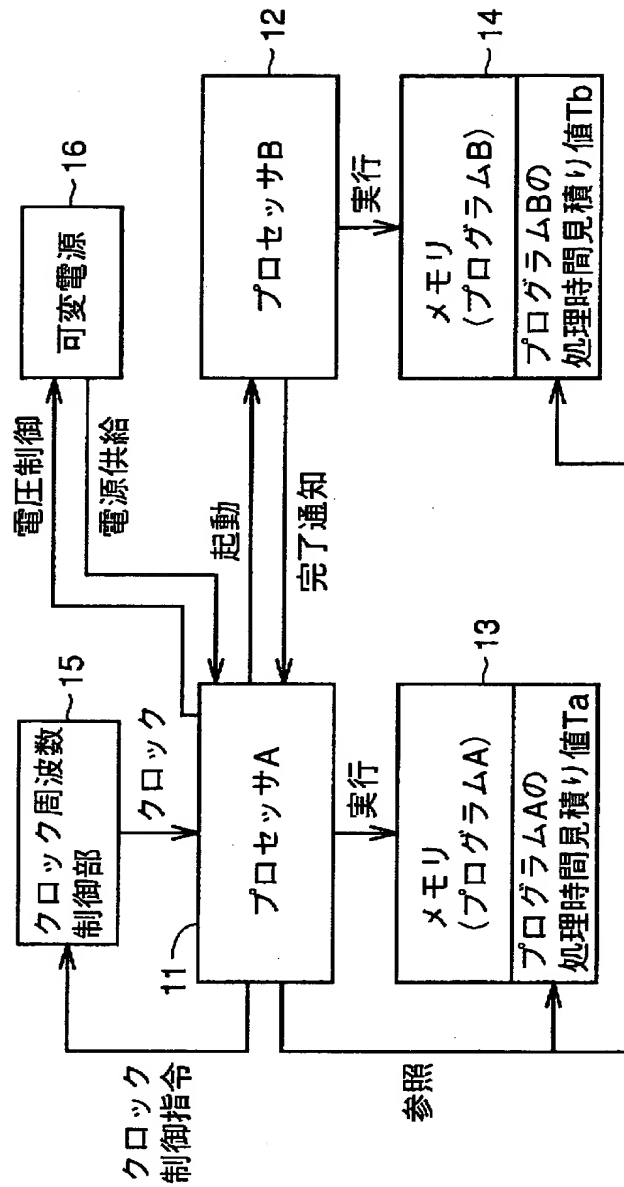 クロック
制御指令
クロック周波数
制御部
15
クロック
電圧制御
電源供給
可変電源
16
11
プロセッサA
起動
完了通知
プロセッサB
12
実行
実行
参照
メモリ
(プログラムA)
プログラムAの
処理時間見積り値Ta
13
メモリ
(プログラムB)
プログラムBの
処理時間見積り値Tb
14